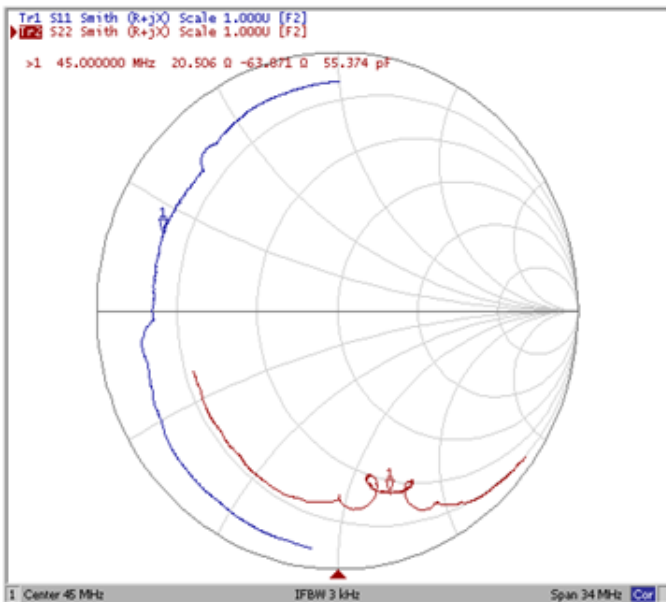 Tr1 S11 Smith (R+jX) Scale 1.000U [F2]
Tr2 S22 Smith (R+jX) Scale 1.000U [F2]
>1 45.000000 MHz 20.506 Ω -63.871 Ω 55.374 pF
1
1
1 Center 45 MHz IFBW 3 kHz Span 34 MHz Cor